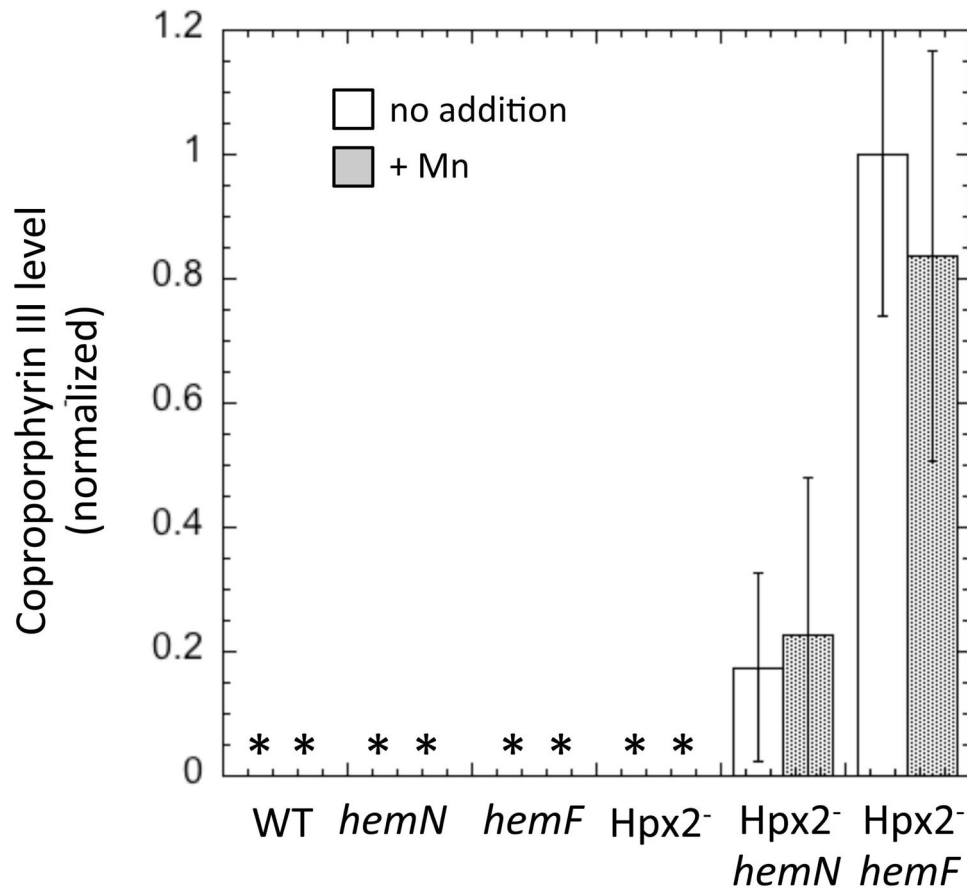 1.2
1
0.8
0.6
0.4
0.2
0
Coproporphyrin III level
(normalized)
no addition
+ Mn
* * * * * * * *
WT hemN hemF Hpx2⁻ Hpx2⁻ Hpx2⁻
hemN hemF